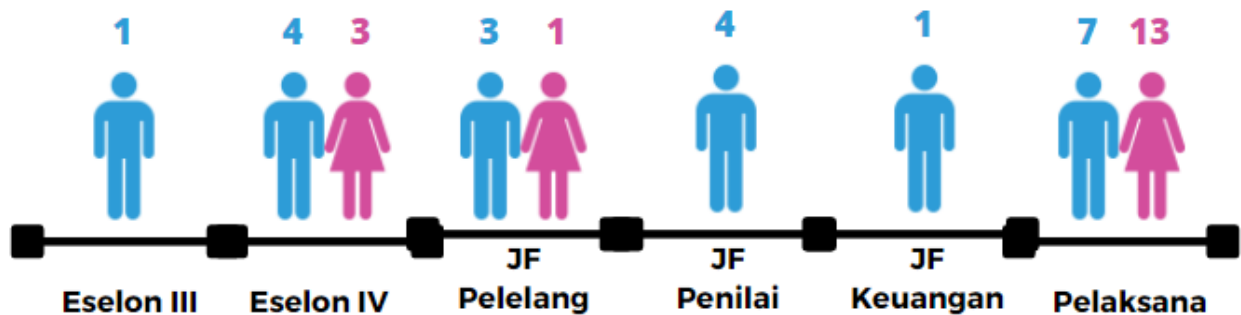 1
4 3
3 1
4
1
7 13
Eselon III
Eselon IV
JF
Pelelang
JF
Penilai
JF
Keuangan
Pelaksana